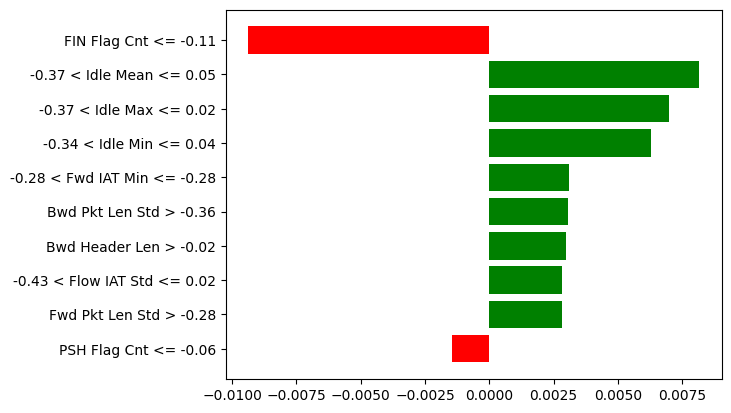 FIN Flag Cnt <= -0.11
-0.37 < Idle Mean <= 0.05
-0.37 < Idle Max <= 0.02
-0.34 < Idle Min <= 0.04
-0.28 < Fwd IAT Min <= -0.28
Bwd Pkt Len Std > -0.36
Bwd Header Len > -0.02
-0.43 < Flow IAT Std <= 0.02
Fwd Pkt Len Std > -0.28
PSH Flag Cnt <= -0.06
−0.0100 −0.0075 −0.0050 −0.0025 0.0000 0.0025 0.0050 0.0075